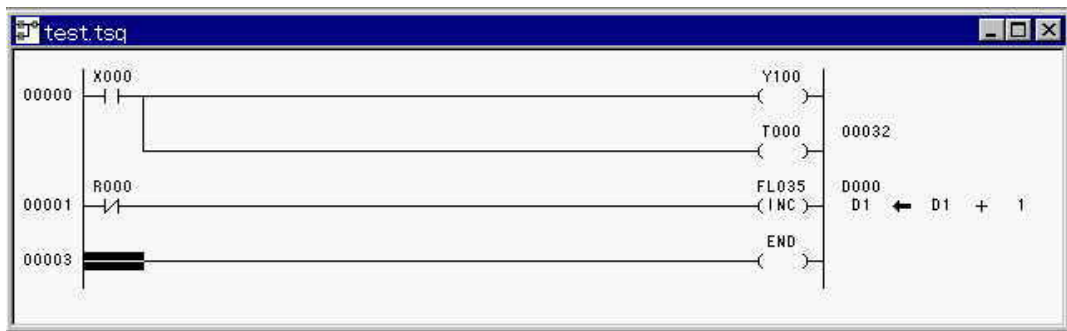 test.tsq
X000 Y100
00000
T000 00032
R000 FL035 D000
00001 INC D1 ← D1 + 1
END
00003